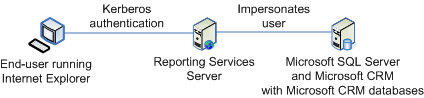 Kerberos
authentication
Impersonates
user
End-user running
Internet Explorer
Reporting Services
Server
Microsoft SQL Server
and Microsoft CRM
with Microsoft CRM databases